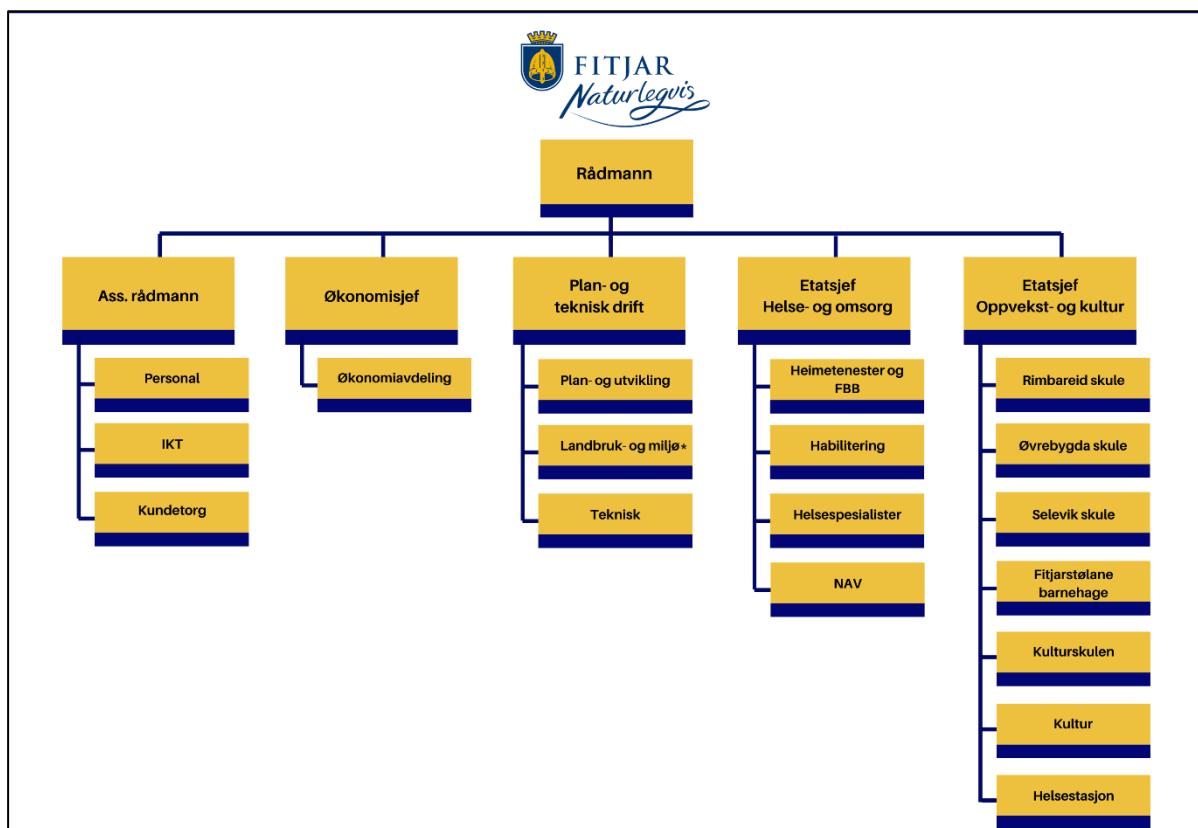 FITJAR
Naturlegvis
Rådmann
Ass. rådmann
Personal
IKT
Kundetorg
Økonomisjef
Økonomiavdeling
Plan- og
teknisk drift
Plan- og utvikling
Landbruk- og miljø*
Teknisk
Etatsjef
Helse- og omsorg
Heimetenester og
FBB
Habilitering
Helsespesialister
NAV
Etatsjef
Oppvekst- og kultur
Rimbareid skule
Øvrebygda skule
Selevik skule
Fitjarstølane
barnehage
Kulturskulen
Kultur
Helsestasjon